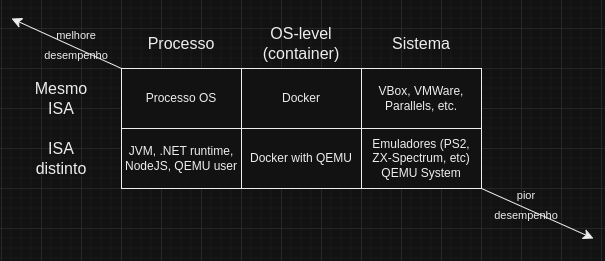 melhore
desempenho
Processo
OS-level
(container)
Sistema
Mesmo
ISA
Processo OS
Docker
VBox, VMWare,
Parallels, etc.
ISA
distinto
JVM, .NET runtime,
NodeJS, QEMU user
Docker with QEMU
Emuladores (PS2,
ZX-Spectrum, etc)
QEMU System
pior
desempenho